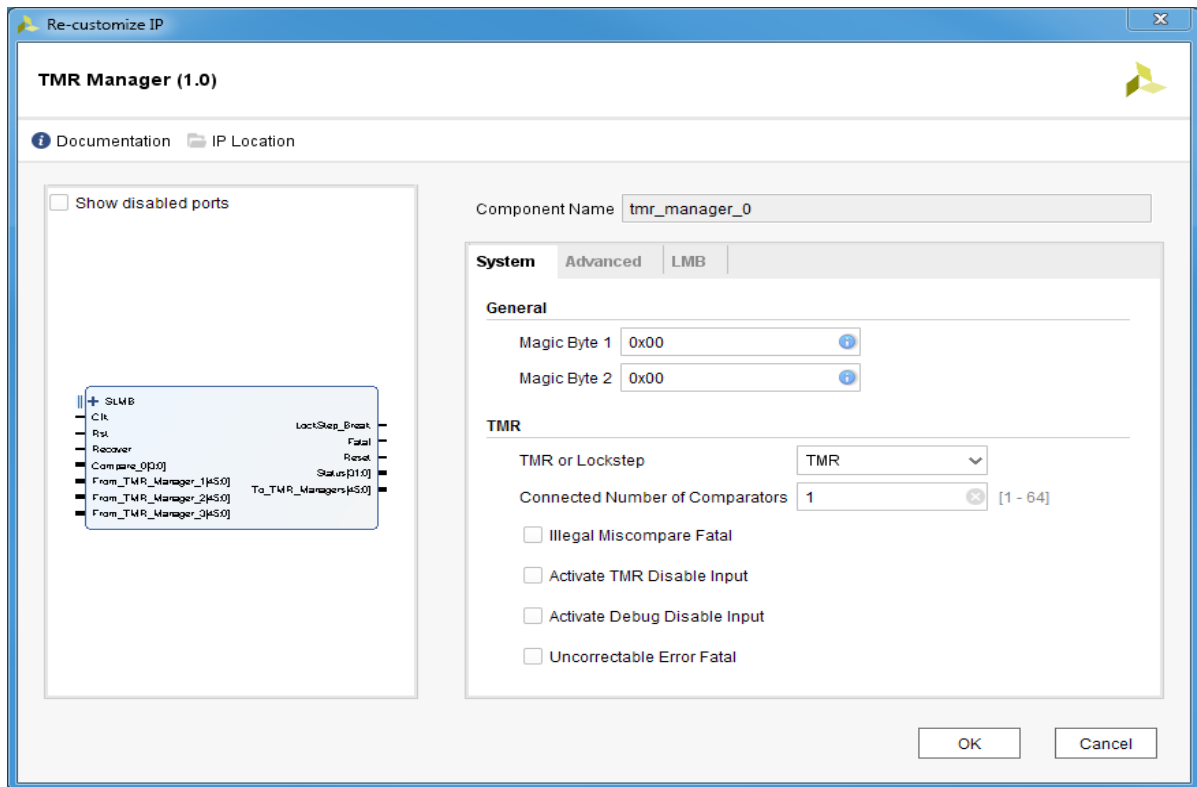 Re-customize IP
TMR Manager (1.0)
Documentation IP Location
Show disabled ports
SLMB
Clk
Rst
Recover
Compare_0[3:0]
From_TMR_Manager_1[45:0]
From_TMR_Manager_2[45:0]
From_TMR_Manager_3[45:0]
LockStep_Break
Fatal
Reset
Status[31:0]
To_TMR_Managers[45:0]
Component Name tmr_manager_0
System Advanced LMB
General
Magic Byte 1 0x00
Magic Byte 2 0x00
TMR
TMR or Lockstep TMR
Connected Number of Comparators 1 [1 - 64]
Illegal Miscompare Fatal
Activate TMR Disable Input
Activate Debug Disable Input
Uncorrectable Error Fatal
OK Cancel